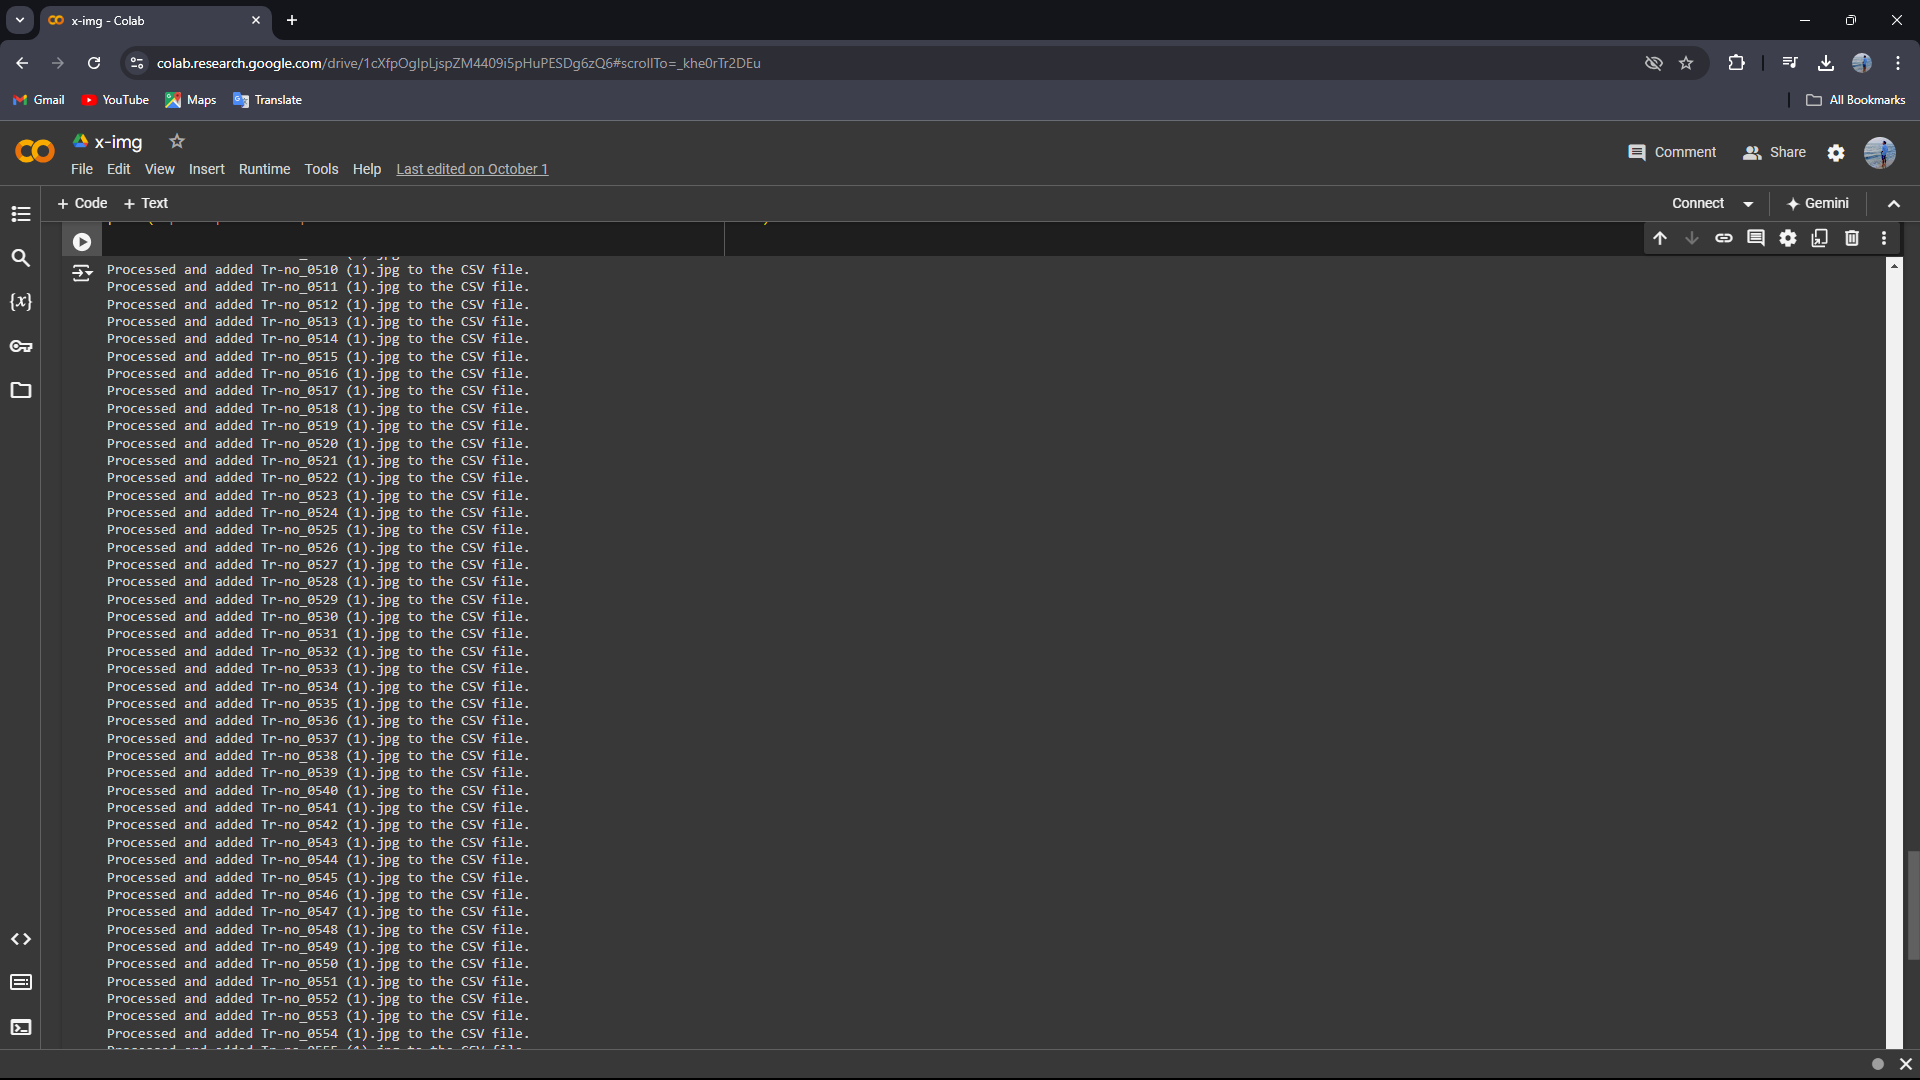 x-img - Colab
colab.research.google.com/drive/1cXfpOgIpLjspZM4409i5pHuPESDg6zQ6#scrollTo=_khe0rTr2DEu
Gmail YouTube Maps Translate All Bookmarks
x-img
Comment Share
File Edit View Insert Runtime Tools Help Last edited on October 1
+ Code + Text Connect Gemini
Processed and added Tr-no_0510 (1).jpg to the CSV file.
Processed and added Tr-no_0511 (1).jpg to the CSV file.
Processed and added Tr-no_0512 (1).jpg to the CSV file.
{x}
Processed and added Tr-no_0513 (1).jpg to the CSV file.
Processed and added Tr-no_0514 (1).jpg to the CSV file.
Processed and added Tr-no_0515 (1).jpg to the CSV file.
Processed and added Tr-no_0516 (1).jpg to the CSV file.
Processed and added Tr-no_0517 (1).jpg to the CSV file.
Processed and added Tr-no_0518 (1).jpg to the CSV file.
Processed and added Tr-no_0519 (1).jpg to the CSV file.
Processed and added Tr-no_0520 (1).jpg to the CSV file.
Processed and added Tr-no_0521 (1).jpg to the CSV file.
Processed and added Tr-no_0522 (1).jpg to the CSV file.
Processed and added Tr-no_0523 (1).jpg to the CSV file.
Processed and added Tr-no_0524 (1).jpg to the CSV file.
Processed and added Tr-no_0525 (1).jpg to the CSV file.
Processed and added Tr-no_0526 (1).jpg to the CSV file.
Processed and added Tr-no_0527 (1).jpg to the CSV file.
Processed and added Tr-no_0528 (1).jpg to the CSV file.
Processed and added Tr-no_0529 (1).jpg to the CSV file.
Processed and added Tr-no_0530 (1).jpg to the CSV file.
Processed and added Tr-no_0531 (1).jpg to the CSV file.
Processed and added Tr-no_0532 (1).jpg to the CSV file.
Processed and added Tr-no_0533 (1).jpg to the CSV file.
Processed and added Tr-no_0534 (1).jpg to the CSV file.
Processed and added Tr-no_0535 (1).jpg to the CSV file.
Processed and added Tr-no_0536 (1).jpg to the CSV file.
Processed and added Tr-no_0537 (1).jpg to the CSV file.
Processed and added Tr-no_0538 (1).jpg to the CSV file.
Processed and added Tr-no_0539 (1).jpg to the CSV file.
Processed and added Tr-no_0540 (1).jpg to the CSV file.
Processed and added Tr-no_0541 (1).jpg to the CSV file.
Processed and added Tr-no_0542 (1).jpg to the CSV file.
Processed and added Tr-no_0543 (1).jpg to the CSV file.
Processed and added Tr-no_0544 (1).jpg to the CSV file.
Processed and added Tr-no_0545 (1).jpg to the CSV file.
Processed and added Tr-no_0546 (1).jpg to the CSV file.
Processed and added Tr-no_0547 (1).jpg to the CSV file.
Processed and added Tr-no_0548 (1).jpg to the CSV file.
Processed and added Tr-no_0549 (1).jpg to the CSV file.
Processed and added Tr-no_0550 (1).jpg to the CSV file.
Processed and added Tr-no_0551 (1).jpg to the CSV file.
Processed and added Tr-no_0552 (1).jpg to the CSV file.
Processed and added Tr-no_0553 (1).jpg to the CSV file.
Processed and added Tr-no_0554 (1).jpg to the CSV file.